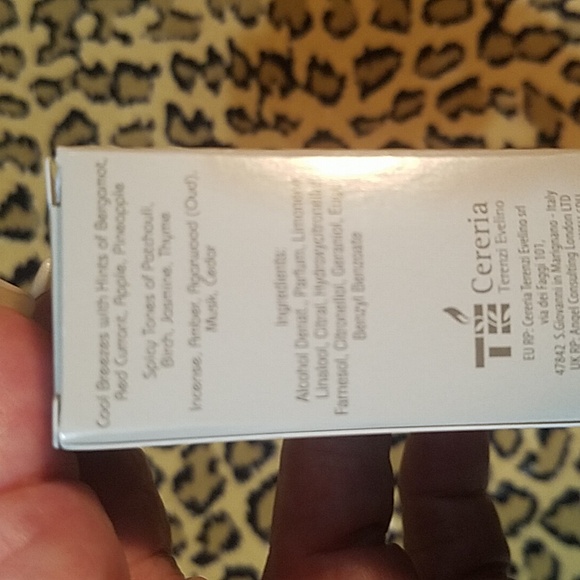 Cool Breezes with Hints of Bergamot,
Red Currant, Apple, Pineapple
Spicy Tones of Patchouli,
Birch, Jasmine, Thyme
Incense, Amber, Agarwood (Oud),
Musk, Cedar
Ingredients:
Alcohol Denat., Parfum, Limonene
Linalool, Citral, Hydroxycitronella
Farnesol, Citronellol, Geraniol, Eug
Benzyl Benzoate
TZ Cereria
Terenzi Evelino
EU RP: Cereria Terenzi Evelino srl
via dei Faggi 101,
47842 S.Giovanni in Marignano - Italy
UK RP: Angel Consulting London LTD